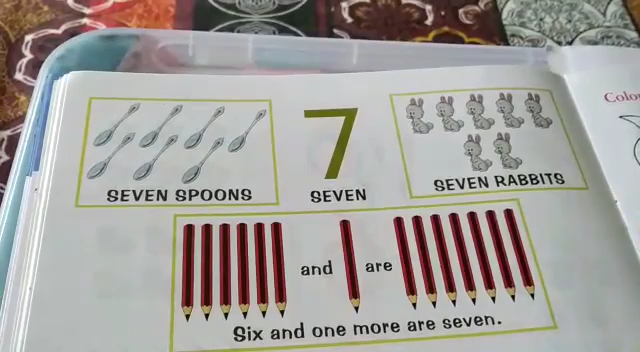 7
SEVEN SPOONS
SEVEN
SEVEN RABBITS
and
are
Six and one more are seven.